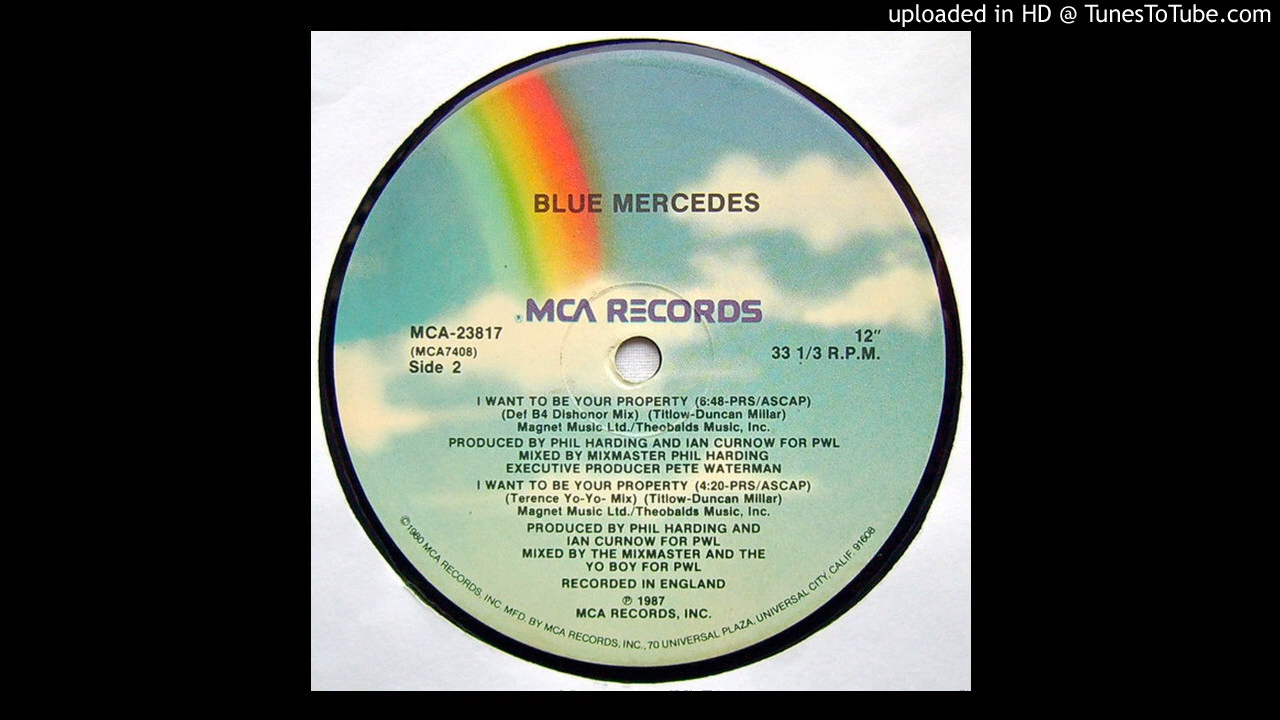 uploaded in HD @ TunesToTube.com
BLUE MERCEDES
®MCA RECORDS
MCA-23817
(MCA7408)
Side 2
12"
33 1/3 R.P.M.
I WANT TO BE YOUR PROPERTY (6:48-PRS/ASCAP)
(Def B4 Dishonor Mix) (Titlow-Duncan Millar)
Magnet Music Ltd./Theobalds Music, Inc.
PRODUCED BY PHIL HARDING AND IAN CURNOW FOR PWL
MIXED BY MIXMASTER PHIL HARDING
EXECUTIVE PRODUCER PETE WATERMAN
I WANT TO BE YOUR PROPERTY (4:20-PRS/ASCAP)
(Terence Yo-Yo- Mix) (Titlow-Duncan Millar)
Magnet Music Ltd./Theobalds Music, Inc.
PRODUCED BY PHIL HARDING AND
IAN CURNOW FOR PWL
MIXED BY THE MIXMASTER AND THE
YO BOY FOR PWL
RECORDED IN ENGLAND
℗ 1987
MCA RECORDS, INC.
©1980 MCA RECORDS, INC. MFD. BY MCA RECORDS, INC., 70 UNIVERSAL PLAZA, UNIVERSAL CITY, CALIF. 91608